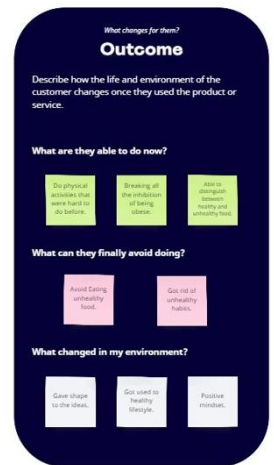 What changes for them?
Outcome
Describe how the life and environment of the
customer changes once they used the product or
service.
What are they able to do now?
Do physical
activities that
were hard to
do before.
Breaking all
the inhibition
of being
obese.
Able to
distinguish
between
healthy and
unhealthy food.
What can they finally avoid doing?
Avoid Eating
unhealthy
food.
Got rid of
unhealthy
habits.
What changed in my environment?
Gave shape
to the ideas.
Got used to
healthy
lifestyle.
Positive
mindset.